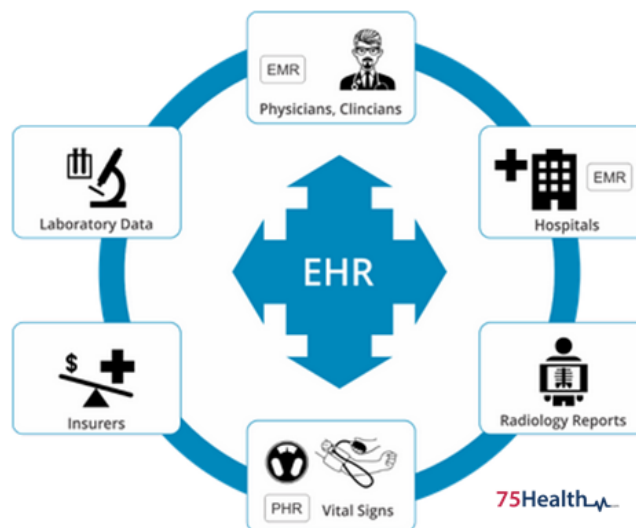 EMR
Physicians, Clincians
Laboratory Data
EMR
Hospitals
EHR
$
Insurers
Radiology Reports
PHR
Vital Signs
75Health